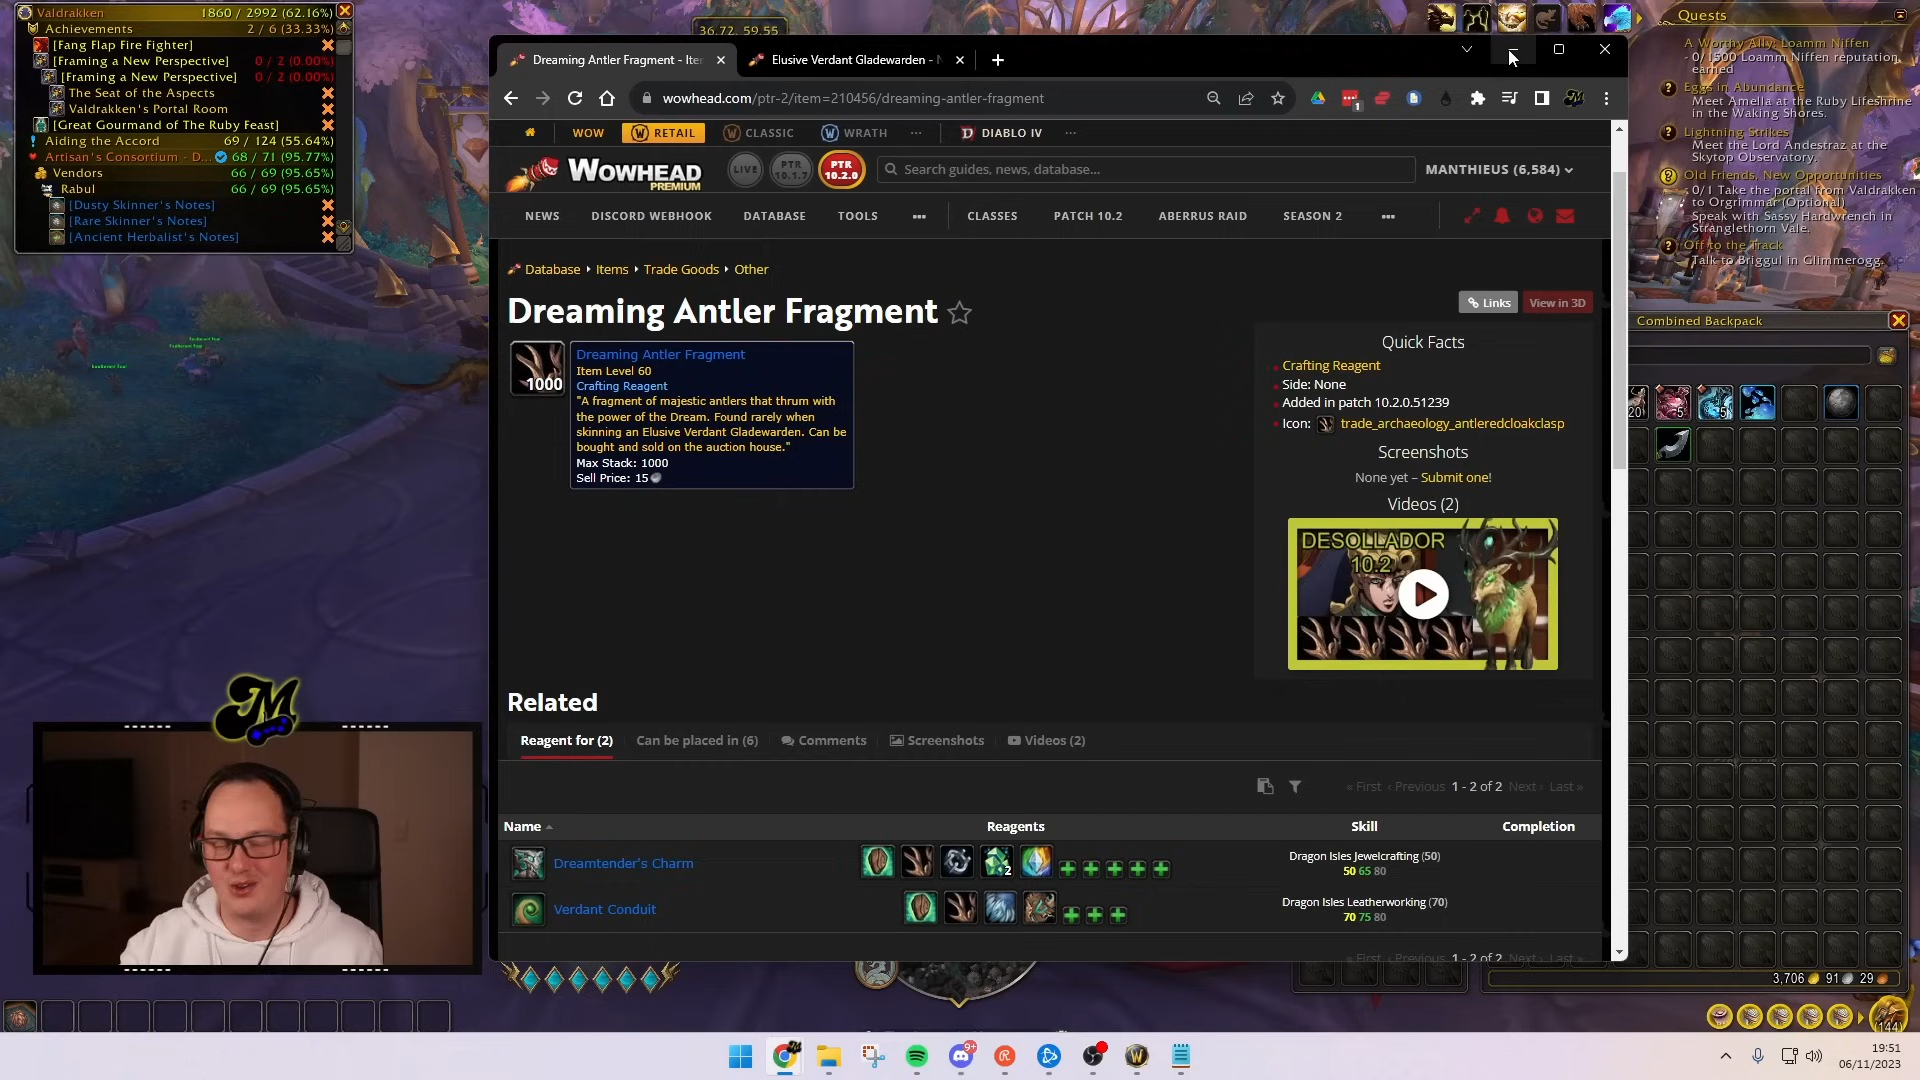 Valdrakken 1860 / 2992 (62.16%)
Achievements 2 / 6 (33.33%)
[Fang Flap Fire Fighter]
[Framing a New Perspective] 0 / 2 (0.00%)
[Framing a New Perspective] 0 / 2 (0.00%)
The Seat of the Aspects
Valdrakken's Portal Room
[Great Gourmand of The Ruby Feast]
Aiding the Accord 69 / 124 (55.64%)
Artisan's Consortium - D... 68 / 71 (95.77%)
Vendors 66 / 69 (95.65%)
Rabul 66 / 69 (95.65%)
[Dusty Skinner's Notes]
[Rare Skinner's Notes]
[Ancient Herbalist's Notes]
36.72, 59.55
Dreaming Antler Fragment - Ite
Elusive Verdant Gladewarden - N
wowhead.com/ptr-2/item=210456/dreaming-antler-fragment
1
WOW RETAIL CLASSIC WRATH ... DIABLO IV ...
WOWHEAD PREMIUM
LIVE
PTR 10.1.7
PTR 10.2.0
Search guides, news, database...
MANTHIEUS (6,584)
NEWS DISCORD WEBHOOK DATABASE TOOLS ... CLASSES PATCH 10.2 ABERRUS RAID SEASON 2 ...
Database Items Trade Goods Other
Dreaming Antler Fragment
Links View in 3D
1000
Dreaming Antler Fragment
Item Level 60
Crafting Reagent
"A fragment of majestic antlers that thrum with
the power of the Dream. Found rarely when
skinning an Elusive Verdant Gladewarden. Can be
bought and sold on the auction house."
Max Stack: 1000
Sell Price: 15
Quick Facts
Crafting Reagent
Side: None
Added in patch 10.2.0.51239
Icon: trade_archaeology_antleredcloakclasp
Screenshots
None yet – Submit one!
Videos (2)
DESOLLADOR
10.2
Related
Reagent for (2) Can be placed in (6) Comments Screenshots Videos (2)
« First ‹ Previous 1 - 2 of 2 Next › Last »
Name Reagents Skill Completion
Dreamtender's Charm 2 Dragon Isles Jewelcrafting (50)
50 65 80
Verdant Conduit Dragon Isles Leatherworking (70)
70 75 80
« First ‹ Previous 1 - 2 of 2 Next › Last »
Quests
A Worthy Ally: Loamm Niffen
- 0/1500 Loamm Niffen reputation
earned
Eggs in Abundance
Meet Amella at the Ruby Lifeshrine
in the Waking Shores.
Lightning Strikes
Meet the Lord Andestraz at the
Skytop Observatory.
Old Friends, New Opportunities
- 0/1 Take the portal from Valdrakken
to Orgrimmar (Optional)
Speak with Sassy Hardwrench in
Stranglethorn Vale.
Off to the Track
Talk to Briggul in Glimmerogg.
Combined Backpack
20 5 5
3,706 91 29
(144)
M
9+
19:51
06/11/2023